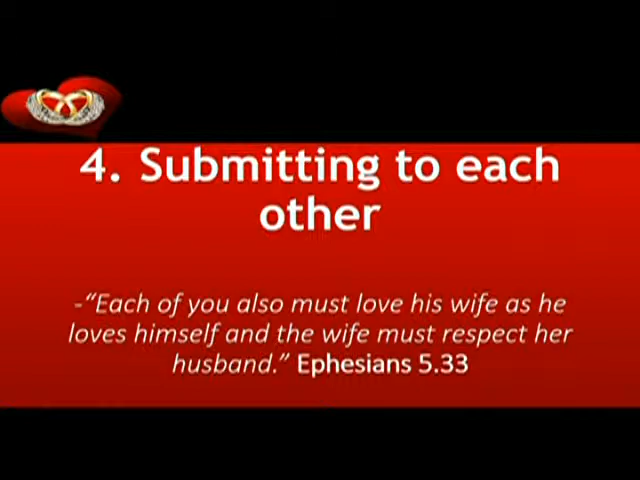 4. Submitting to each
other
-“Each of you also must love his wife as he
loves himself and the wife must respect her
husband.” Ephesians 5.33